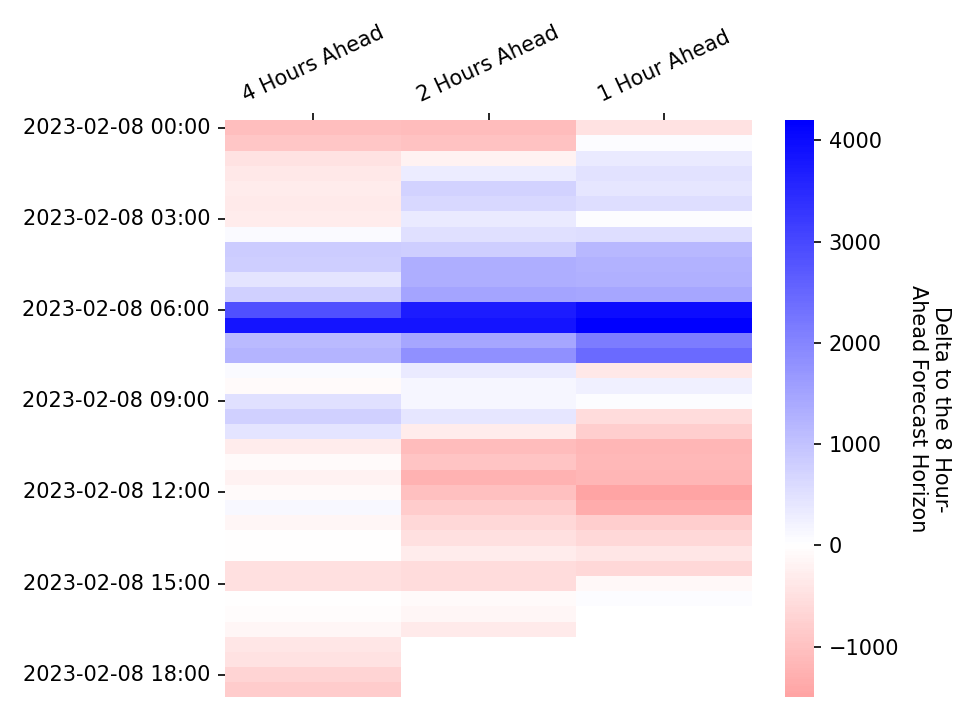 4 Hours Ahead
2 Hours Ahead
1 Hour Ahead
2023-02-08 00:00
2023-02-08 03:00
2023-02-08 06:00
2023-02-08 09:00
2023-02-08 12:00
2023-02-08 15:00
2023-02-08 18:00
4000
3000
2000
1000
0
−1000
Delta to the 8 Hour-
Ahead Forecast Horizon